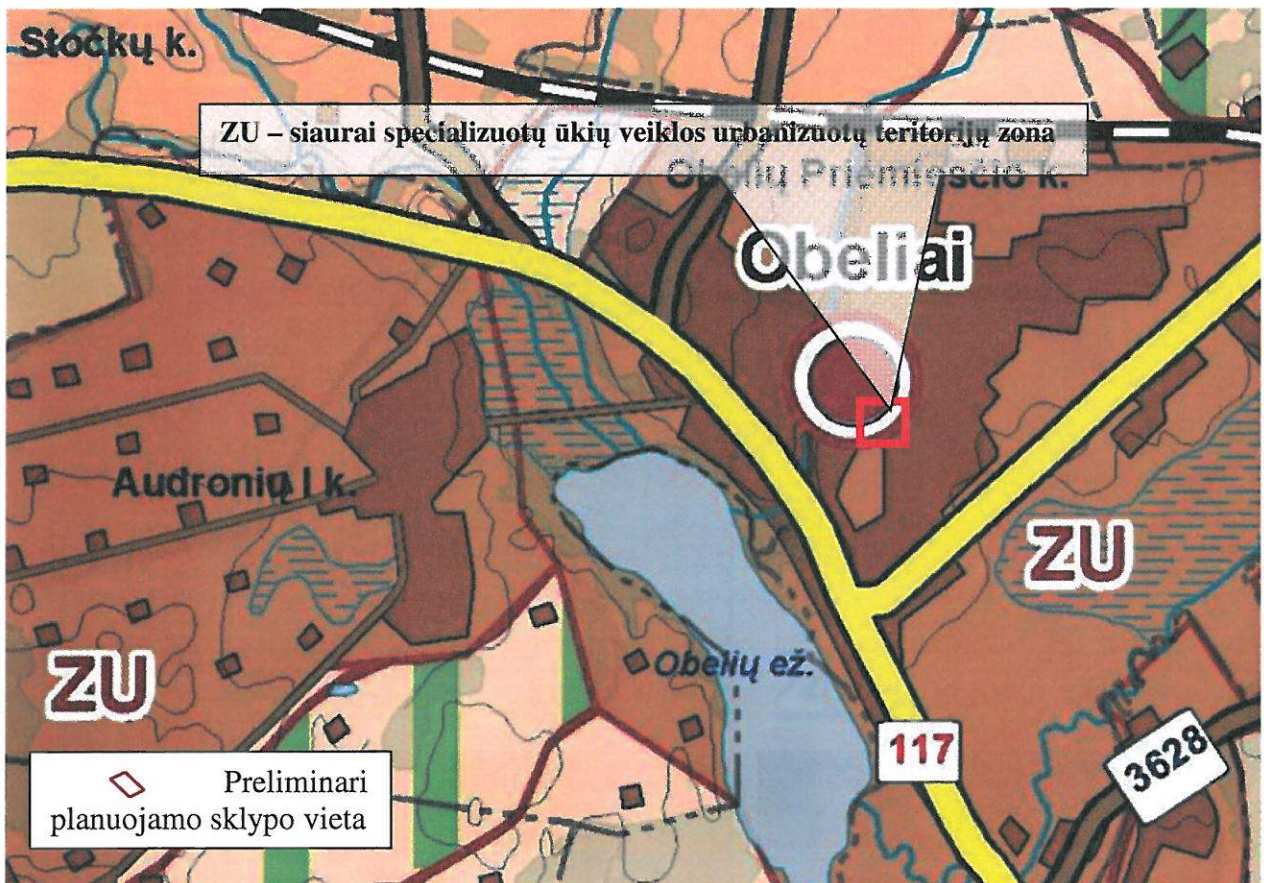 Stočkų k.
ZU – siaurai specializuotų ūkių veiklos urbanizuotų teritorijų zona
Obelių Priemiesčio k.
Obeliai
Audronių I k.
ZU
ZU
Obelių ež.
117
3628
Preliminari
planuojamo sklypo vieta